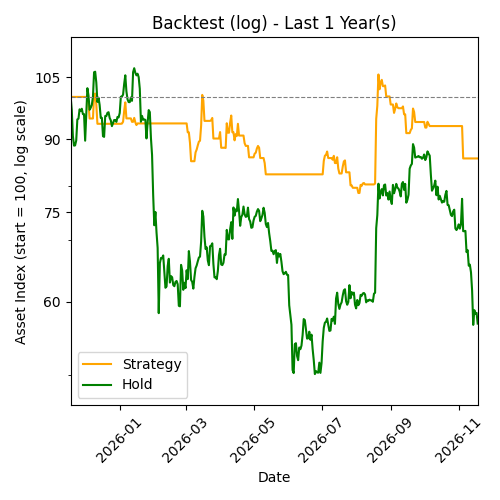 Backtest (log) - Last 1 Year(s)
Asset Index (start = 100, log scale)
105
90
75
60
Strategy
Hold
2026-01
2026-03
2026-05
2026-07
2026-09
2026-11
Date